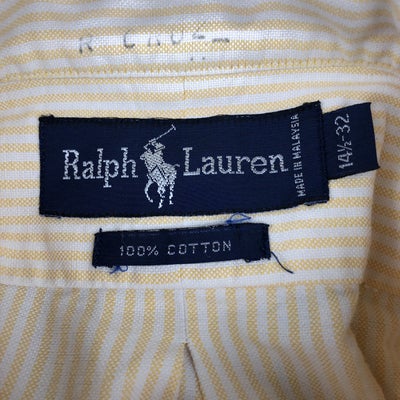 Ralph Lauren
MADE IN MALAYSIA
14½-32
100% COTTON